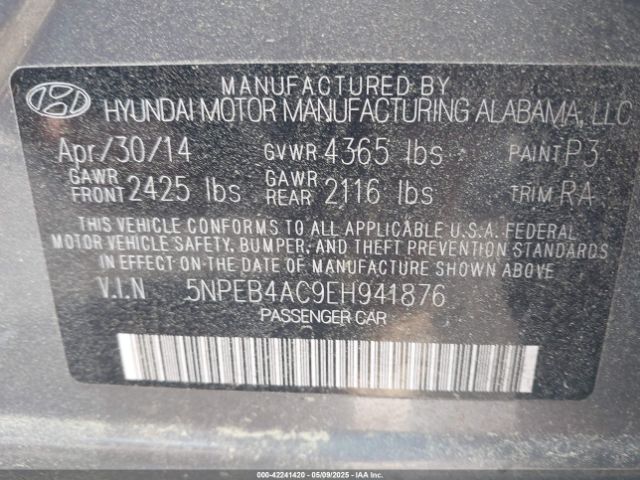 MANUFACTURED BY
HYUNDAI MOTOR MANUFACTURING ALABAMA, LLC
Apr/30/14 GVWR 4365 lbs PAINT P3
GAWR FRONT 2425 lbs GAWR REAR 2116 lbs TRIM RA
THIS VEHICLE CONFORMS TO ALL APPLICABLE U.S.A. FEDERAL
MOTOR VEHICLE SAFETY, BUMPER, AND THEFT PREVENTION STANDARDS
IN EFFECT ON THE DATE OF MANUFACTURE SHOWN ABOVE.
V.I.N 5NPEB4AC9EH941876
PASSENGER CAR
000-42241420 | 05/09/2025 | IAA, Inc.